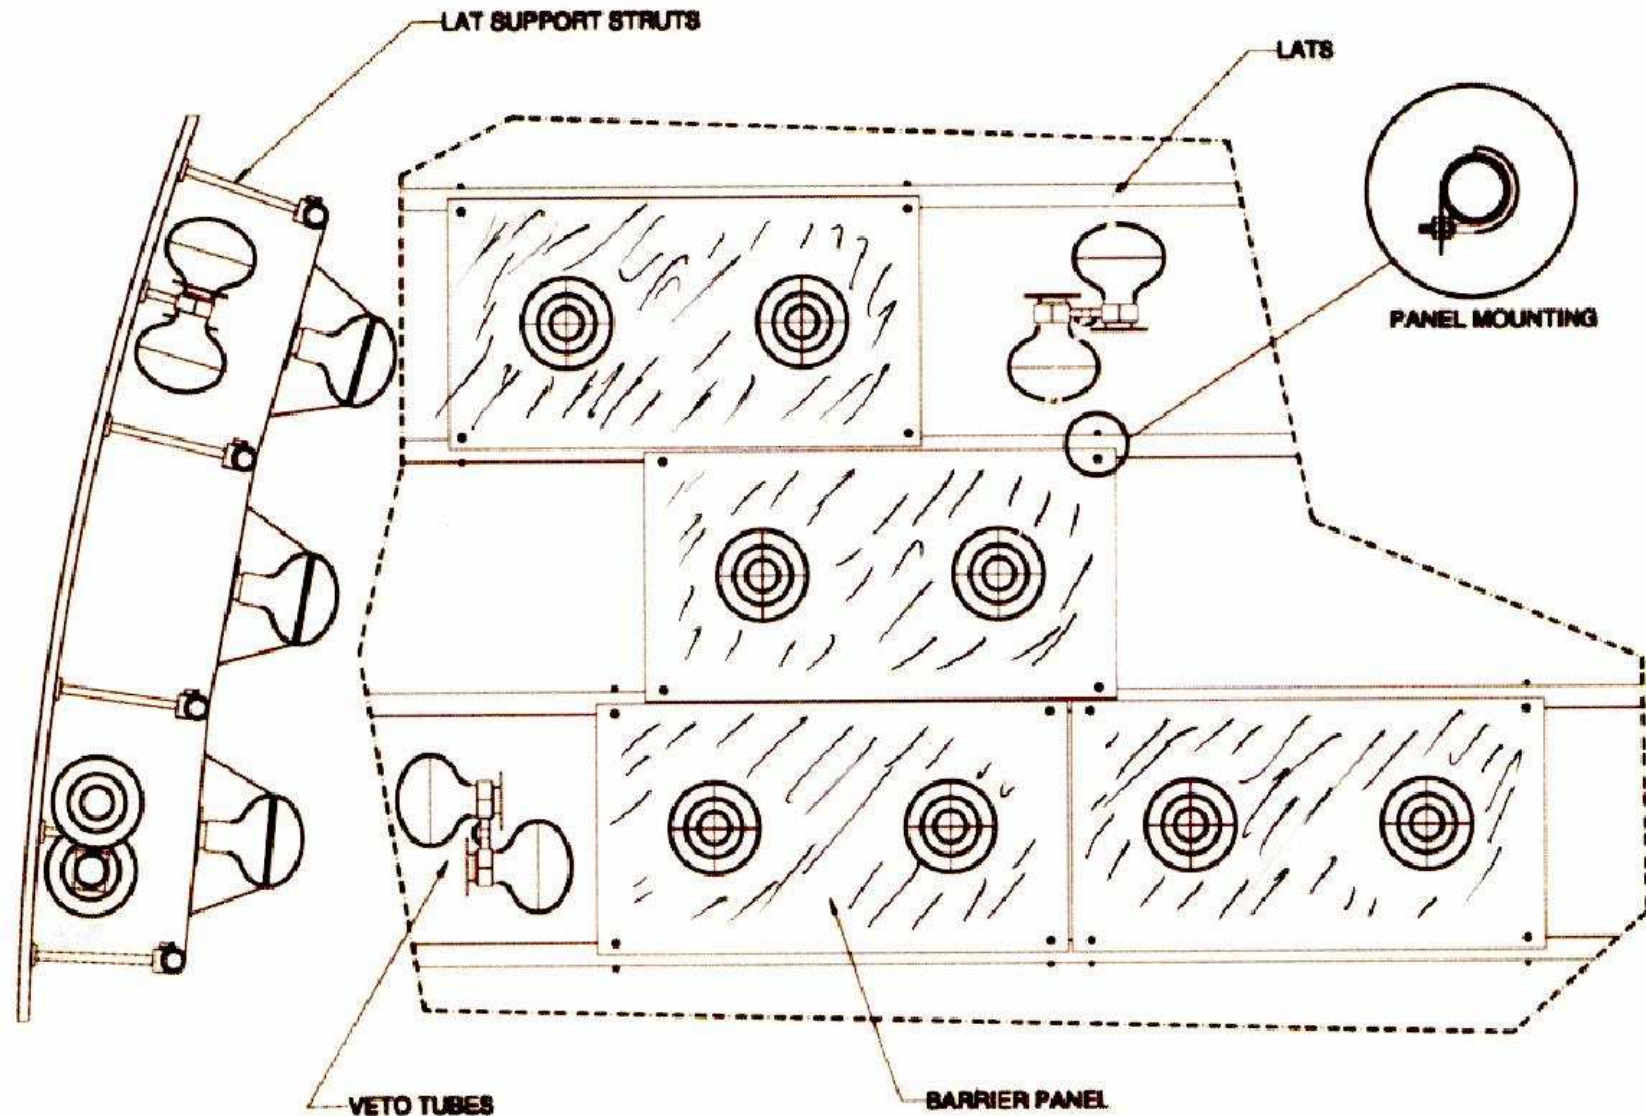 LAT SUPPORT STRUTS
LATS
PANEL MOUNTING
VETO TUBES
BARRIER PANEL